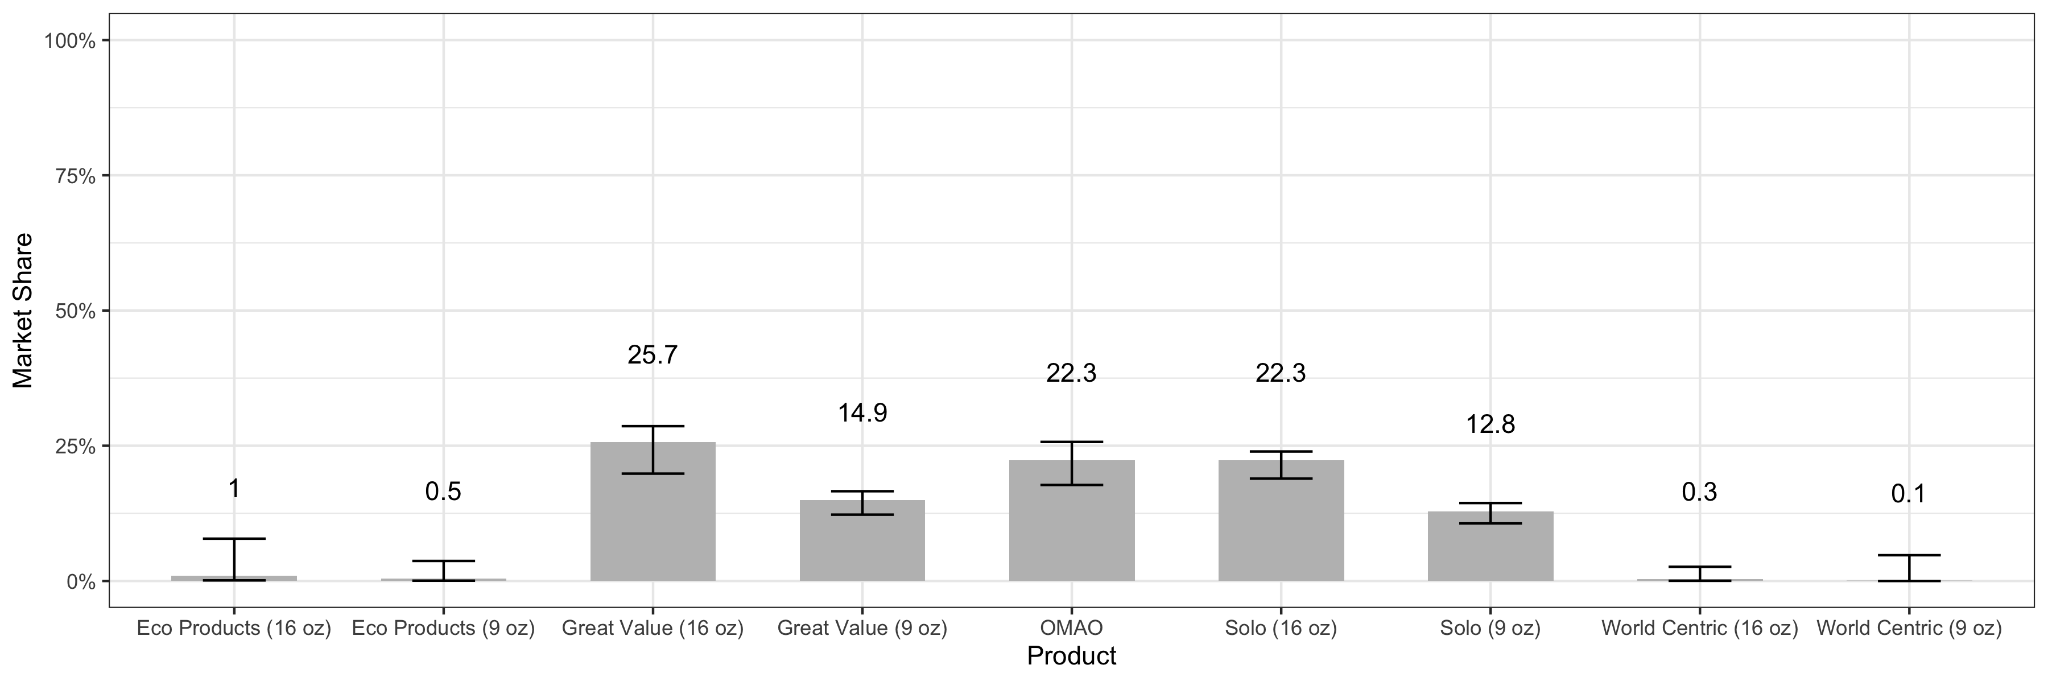 100%
75%
50%
25%
0%
Market Share
25.7
22.3
22.3
14.9
12.8
1
0.5
0.3
0.1
Eco Products (16 oz)
Eco Products (9 oz)
Great Value (16 oz)
Great Value (9 oz)
OMAO
Solo (16 oz)
Solo (9 oz)
World Centric (16 oz)
World Centric (9 oz)
Product